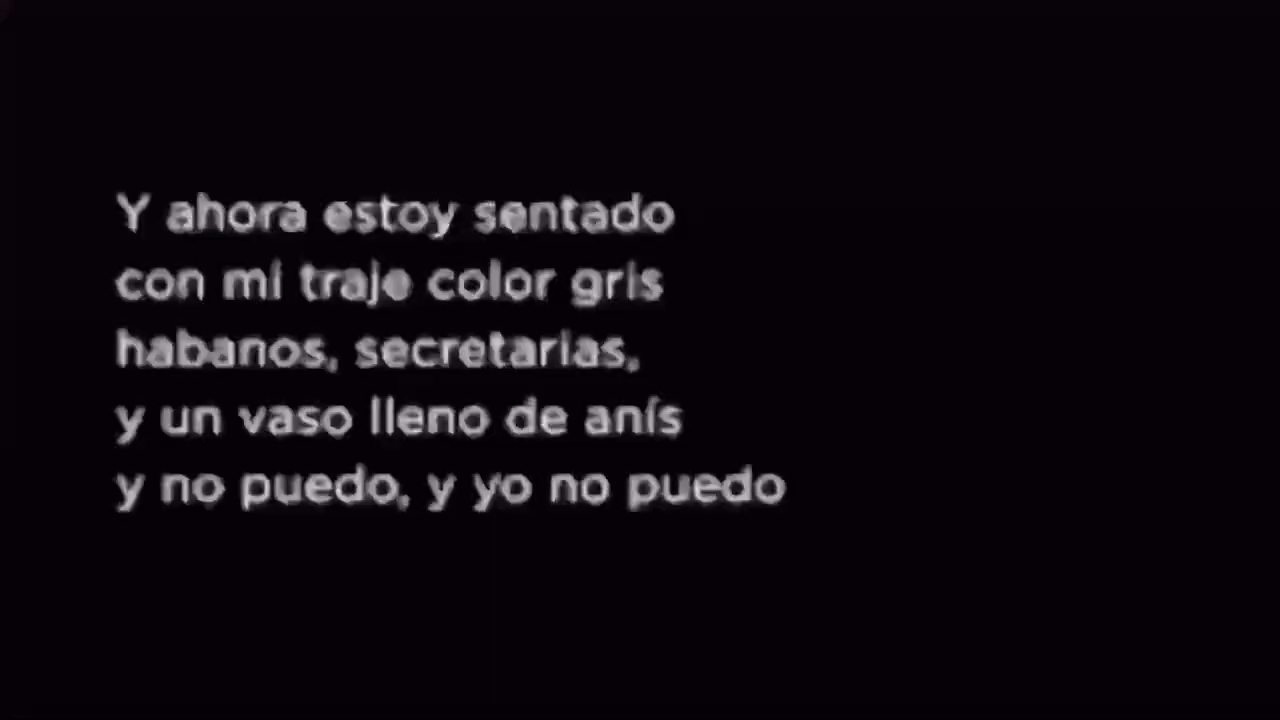 Y ahora estoy sentado
con mi traje color gris
habanos, secretarias,
y un vaso lleno de anís
y no puedo, y yo no puedo